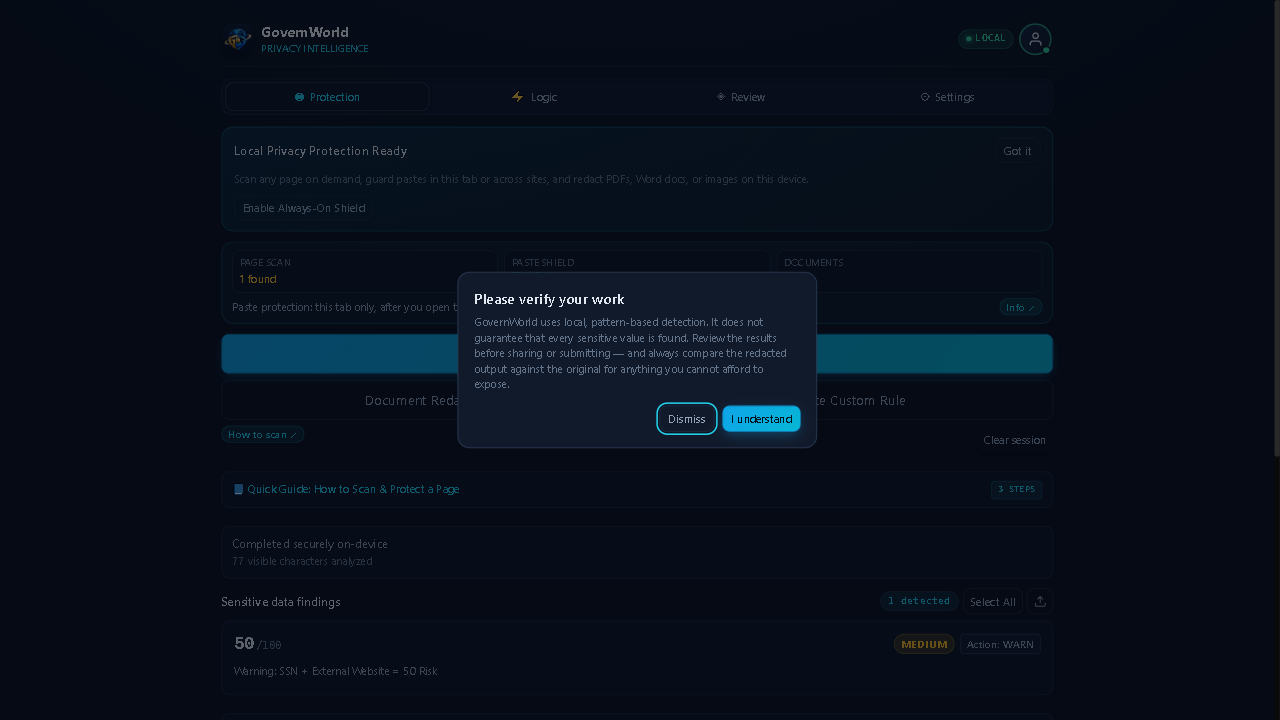 GovernWorld
PRIVACY INTELLIGENCE
LOCAL
Protection
Logic
Review
Settings
Local Privacy Protection Ready
Got it
Scan any page on demand, guard pastes in this tab or across sites, and redact PDFs, Word docs, or images on this device.
Enable Always-On Shield
PAGE SCAN
PASTE SHIELD
DOCUMENTS
1 found
Paste protection: this tab only, after you open t
Info
Please verify your work
GovernWorld uses local, pattern-based detection. It does not
guarantee that every sensitive value is found. Review the results
before sharing or submitting — and always compare the redacted
output against the original for anything you cannot afford to
expose.
Dismiss
I understand
Document Reda
Custom Rule
How to scan
Clear session
Quick Guide: How to Scan & Protect a Page
3 STEPS
Completed securely on-device
77 visible characters analyzed
Sensitive data findings
1 detected
Select All
50/100
MEDIUM
Action: WARN
Warning: SSN + External Website = 50 Risk